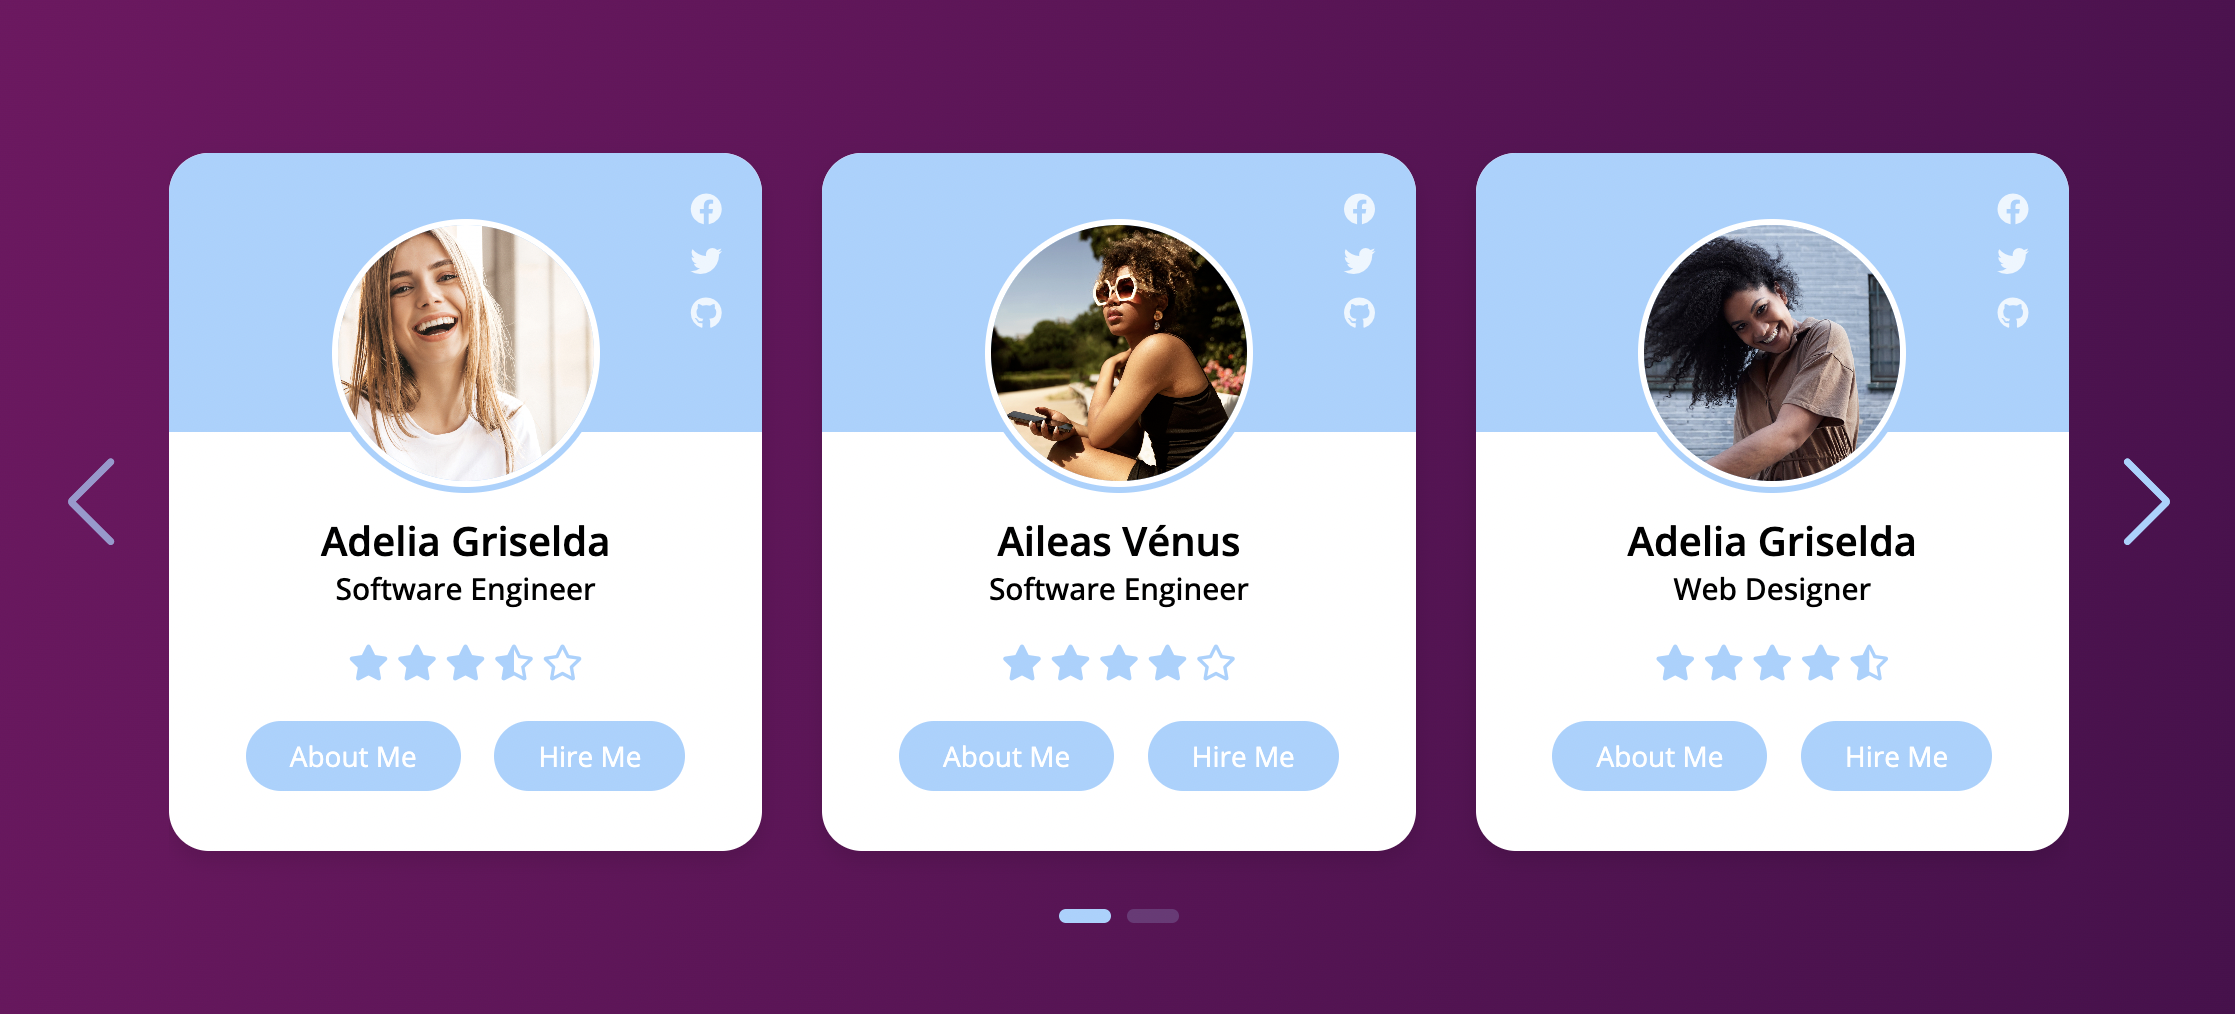 Adelia Griselda
Software Engineer
About Me
Hire Me
Aileas Vénus
Software Engineer
About Me
Hire Me
Adelia Griselda
Web Designer
About Me
Hire Me